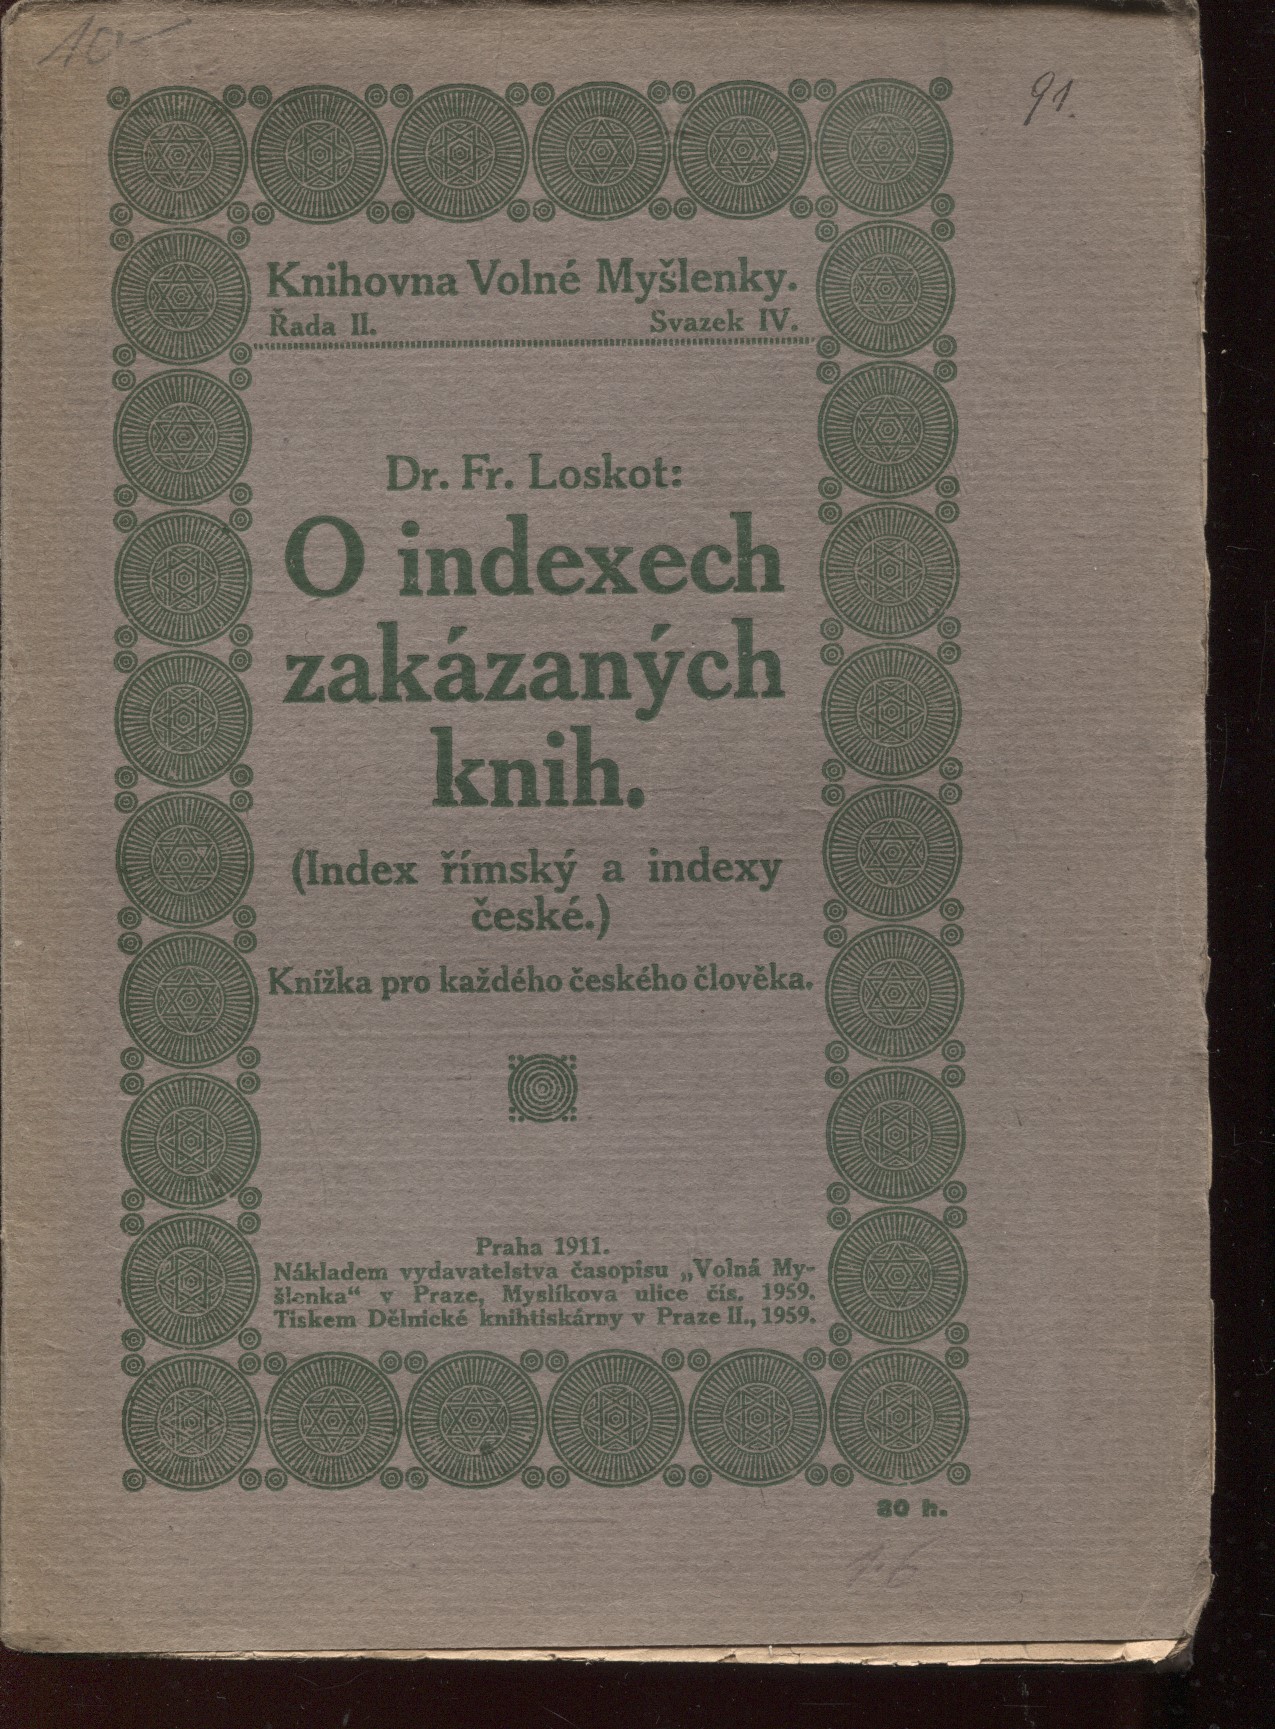 10-
91.
Knihovna Volné Myšlenky.
Řada II. Svazek IV.
Dr. Fr. Loskot:
O indexech
zakázaných
knih.
(Index římský a indexy
české.)
Knížka pro každého českého člověka.
Praha 1911.
Nákladem vydavatelstva časopisu „Volná My-
šlenka“ v Praze, Myslíkova ulice čís. 1959.
Tiskem Dělnické knihtiskárny v Praze II., 1959.
h.